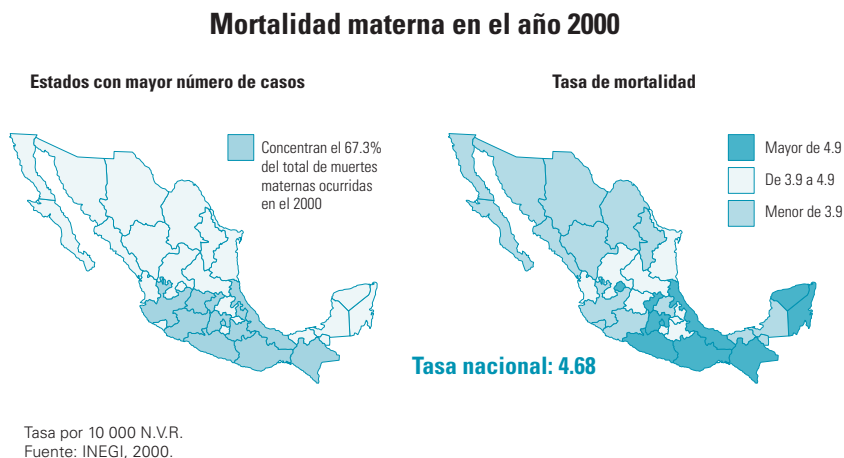 Mortalidad materna en el año 2000
Estados con mayor número de casos
Concentran el 67.3%
del total de muertes
maternas ocurridas
en el 2000
Tasa de mortalidad
Mayor de 4.9
De 3.9 a 4.9
Menor de 3.9
Tasa nacional: 4.68
Tasa por 10 000 N.V.R.
Fuente: INEGI, 2000.